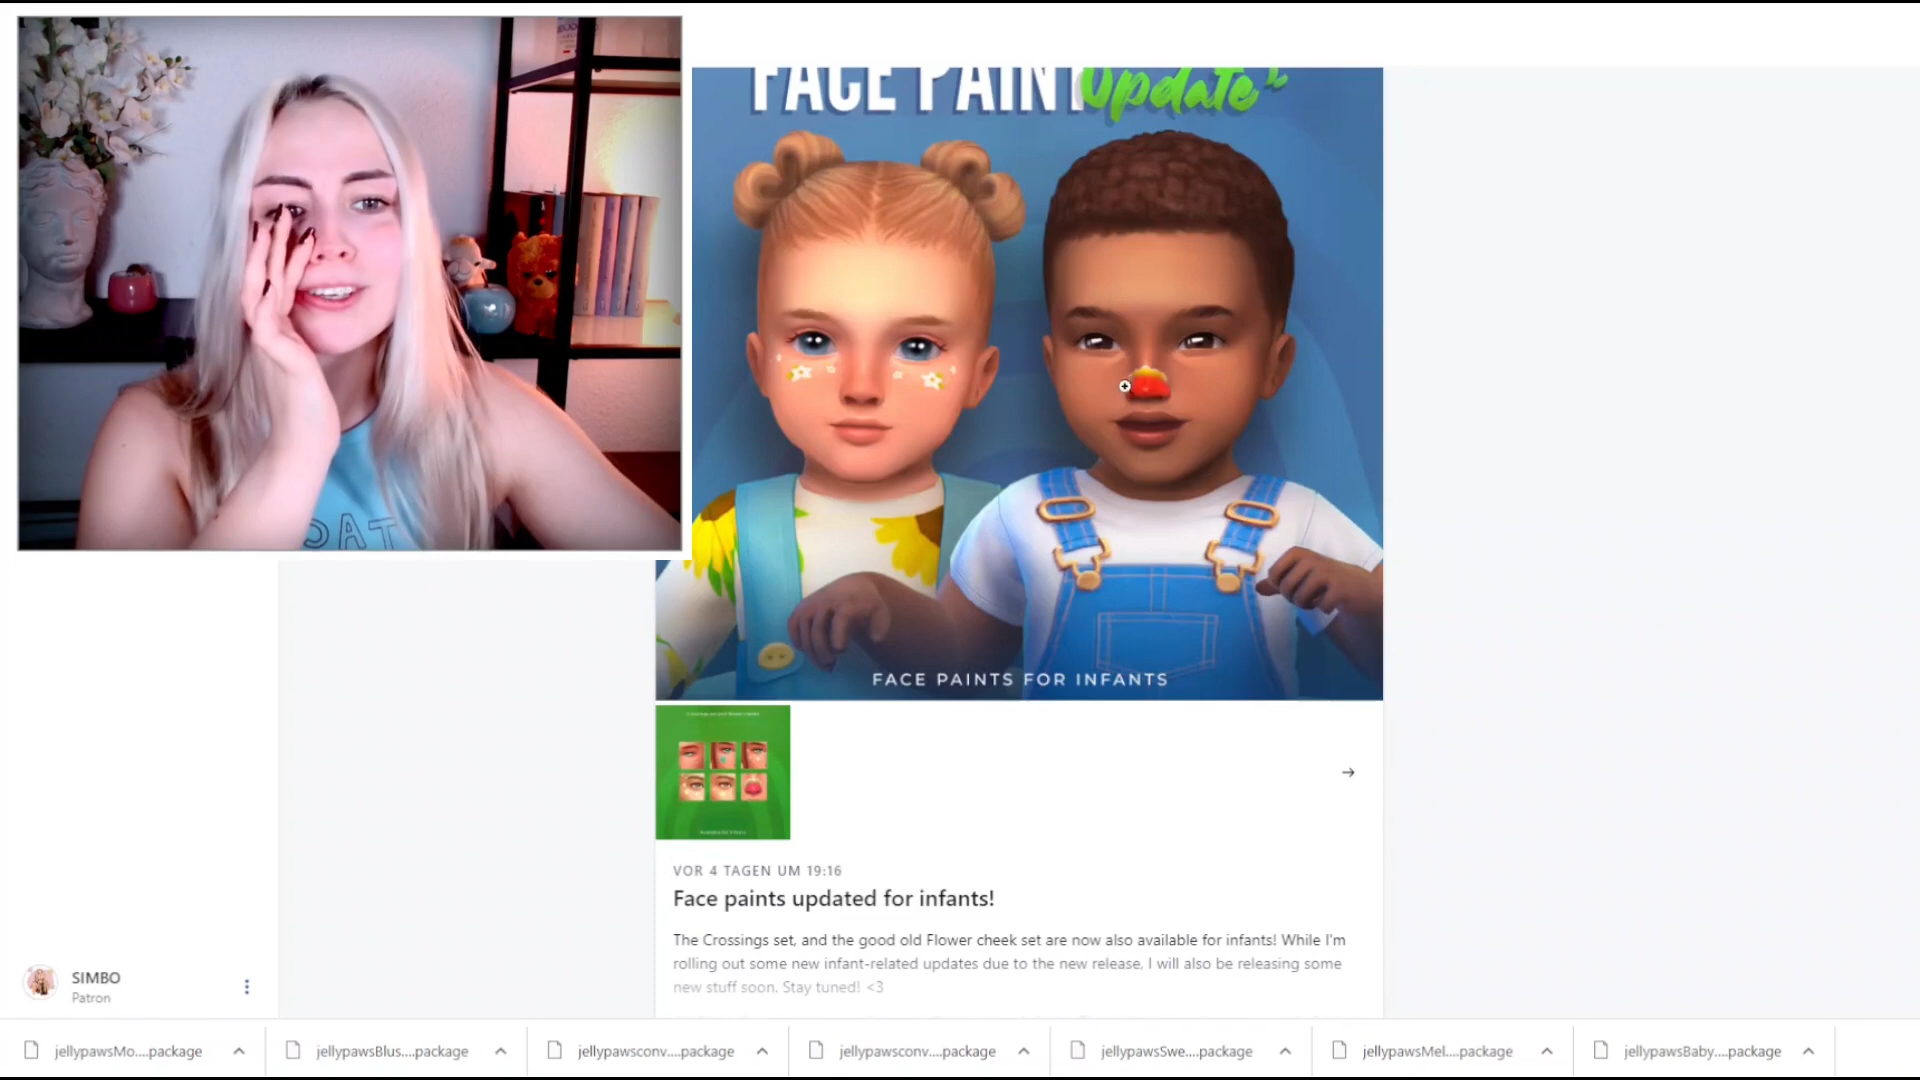 FACE PAINT Update
CAT
FACE PAINTS FOR INFANTS
VOR 4 TAGEN UM 19:16
Face paints updated for infants!
The Crossings set, and the good old Flower cheek set are now also available for infants! While I'm
rolling out some new infant-related updates due to the new release, I will also be releasing some
new stuff soon. Stay tuned! <3
SIMBO
Patron
jellypawsMo....package
jellypawsBlus....package
jellypawsconv....package
jellypawsconv....package
jellypawsSwe....package
jellypawsMel....package
jellypawsBaby....package